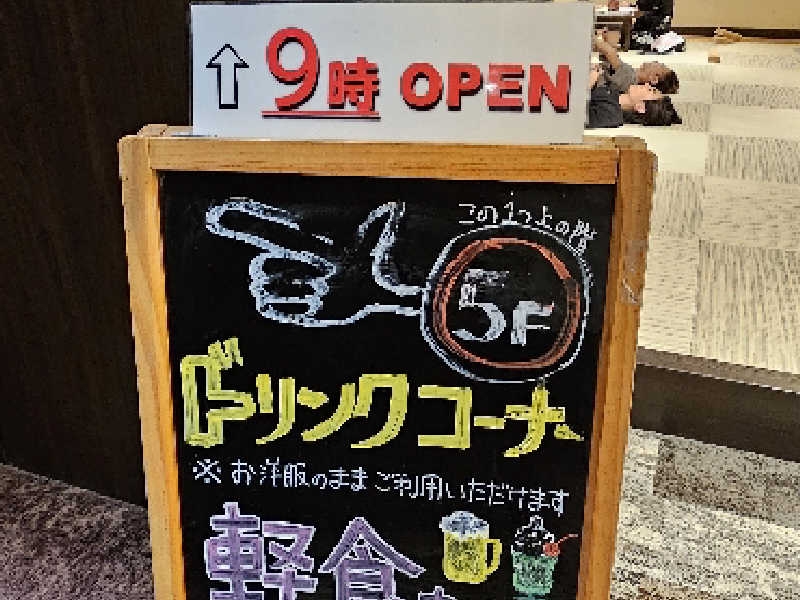 ↑ 9時 OPEN
この1つ上の階
5F
ドリンクコーナー
※お洋服のままご利用いただけます
軽食